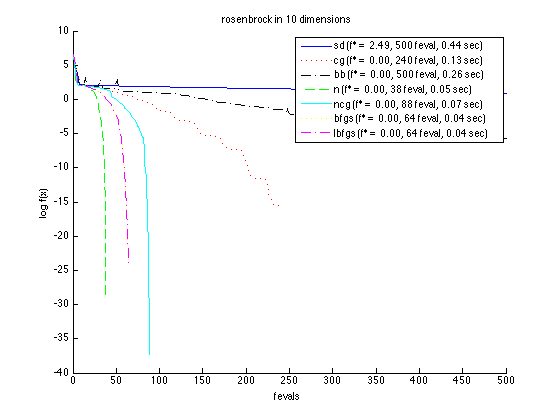 rosenbrock in 10 dimensions
sd (f* = 2.49, 500 feval, 0.44 sec)
cg (f* = 0.00, 240 feval, 0.13 sec)
bb (f* = 0.00, 500 feval, 0.26 sec)
n (f* = 0.00, 38 feval, 0.05 sec)
ncg (f* = 0.00, 88 feval, 0.07 sec)
bfgs (f* = 0.00, 64 feval, 0.04 sec)
lbfgs (f* = 0.00, 64 feval, 0.04 sec)
log f(x)
10
5
0
-5
-10
-15
-20
-25
-30
-35
-40
0 50 100 150 200 250 300 350 400 450 500
fevals